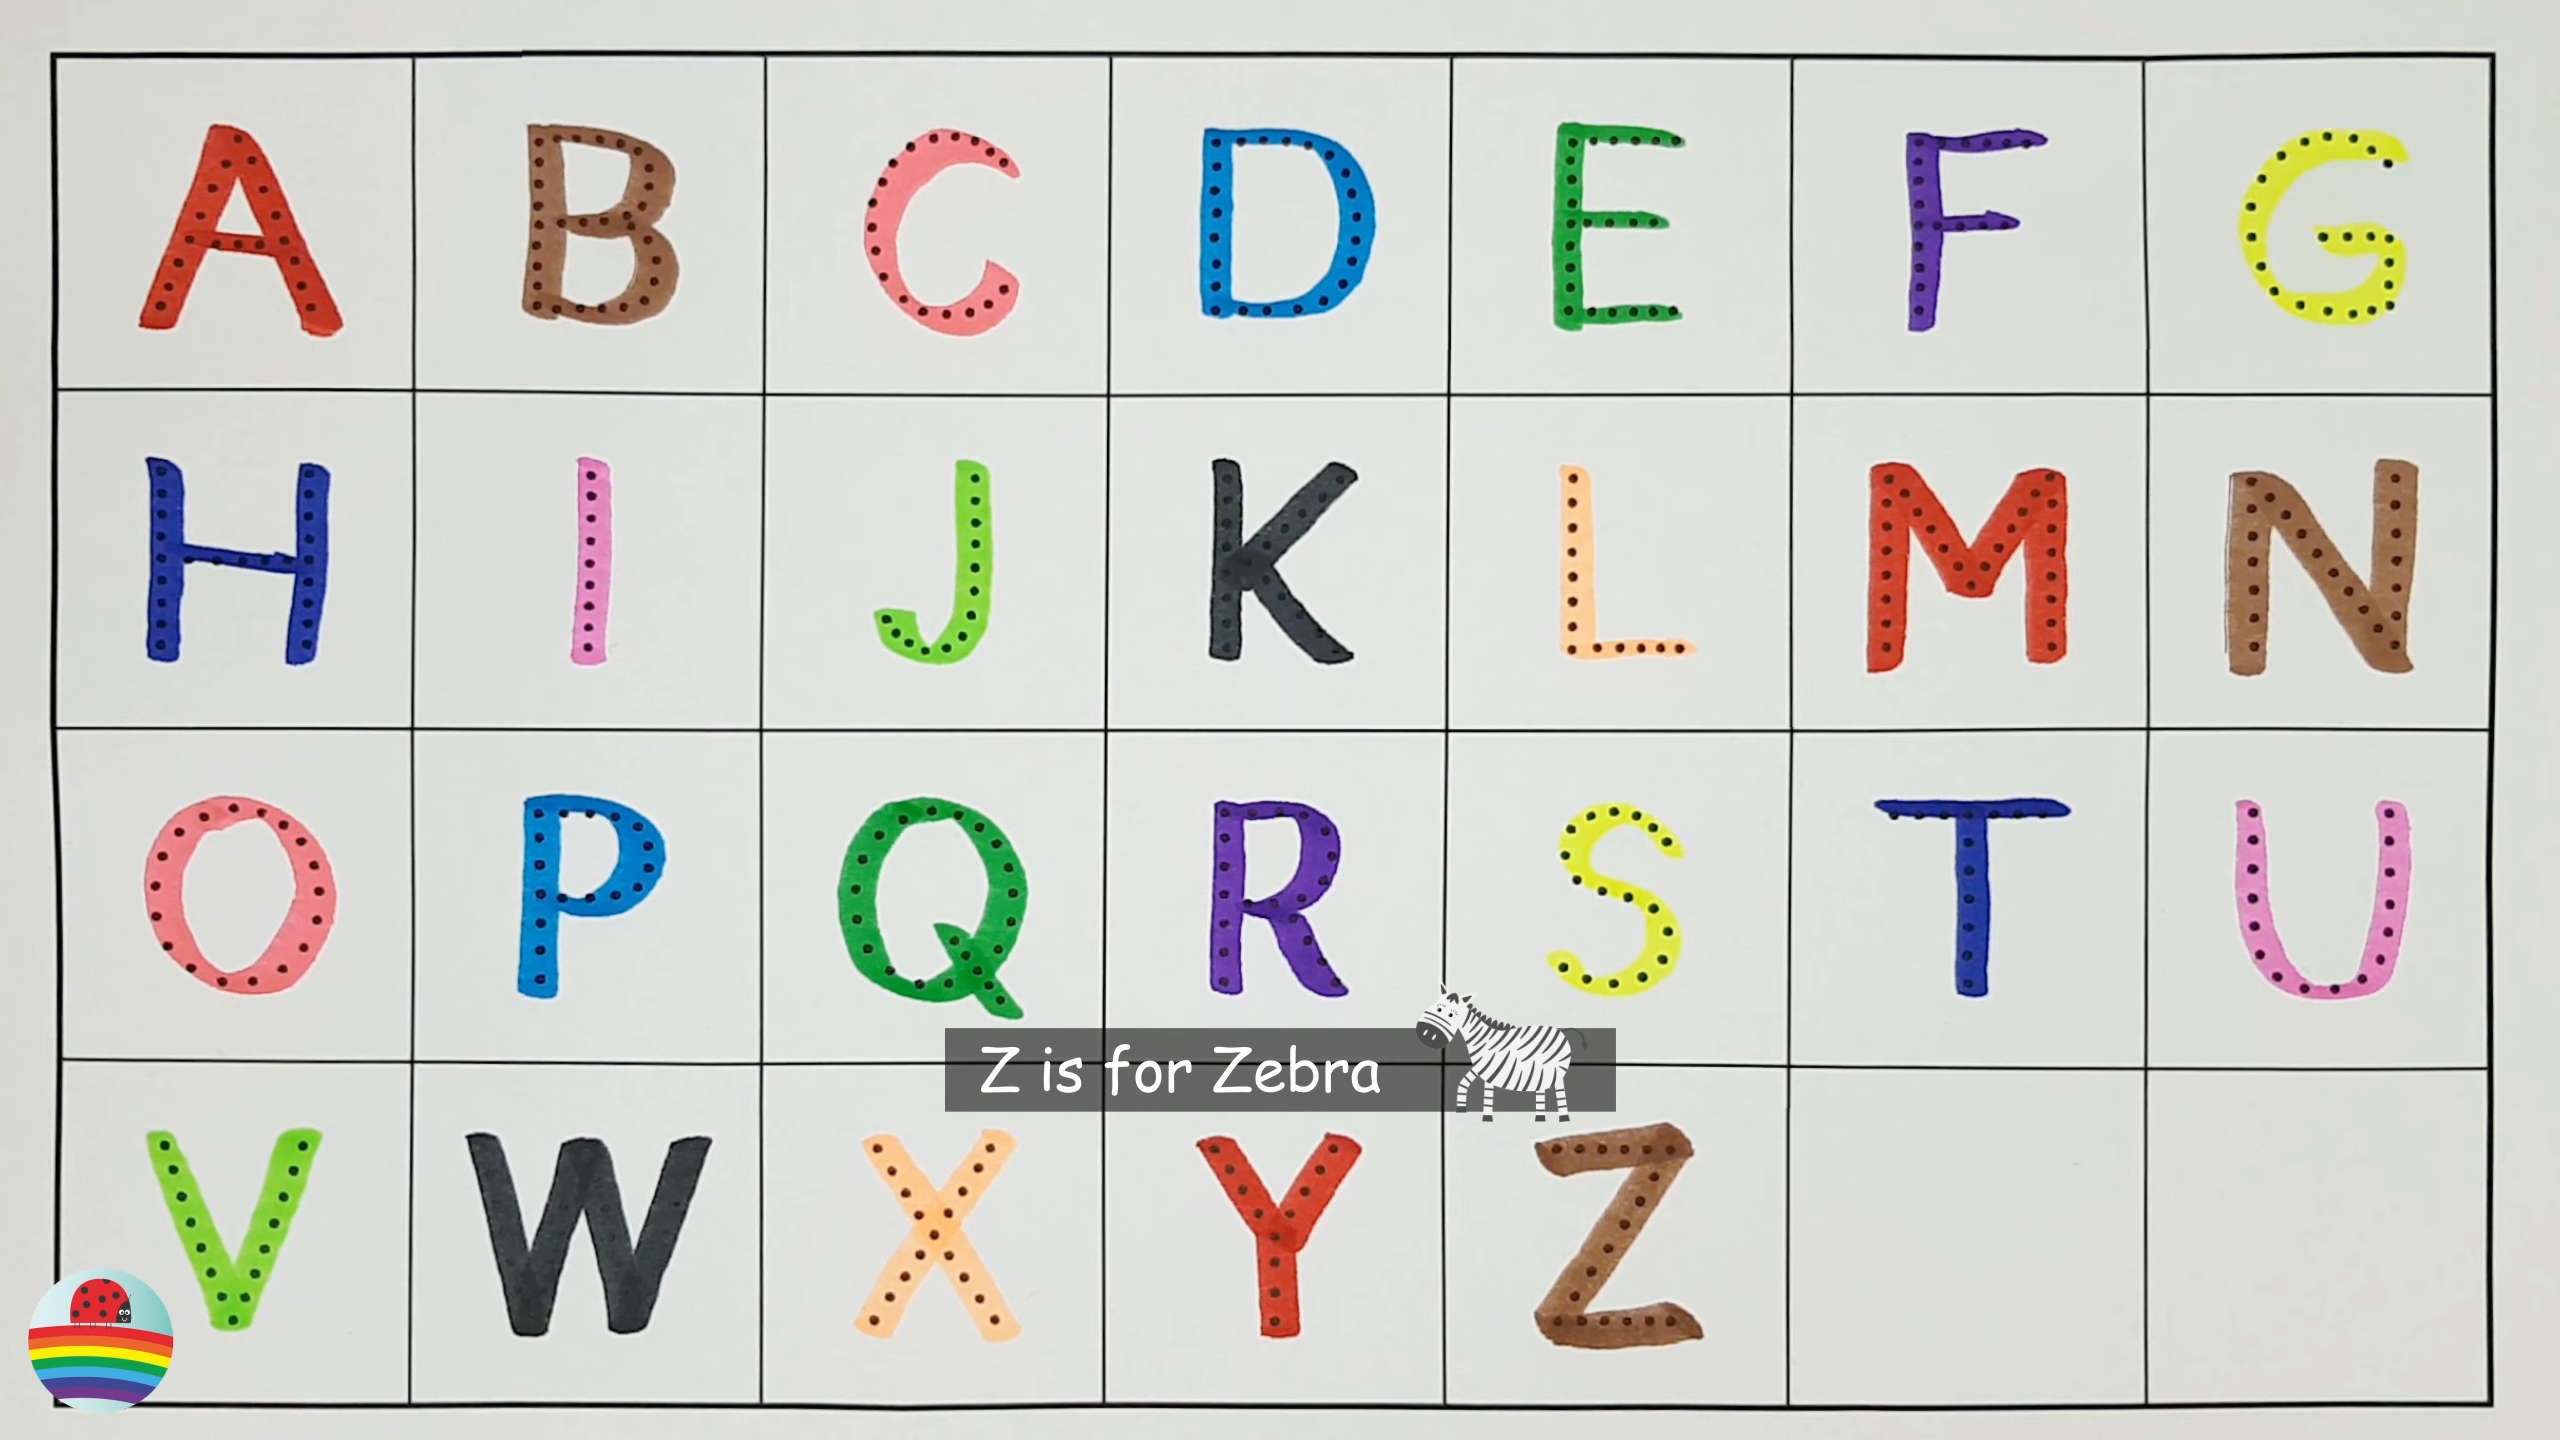 A B C D E F G
H I J K L M N
O P Q R S T U
Z is for Zebra
V W X Y Z